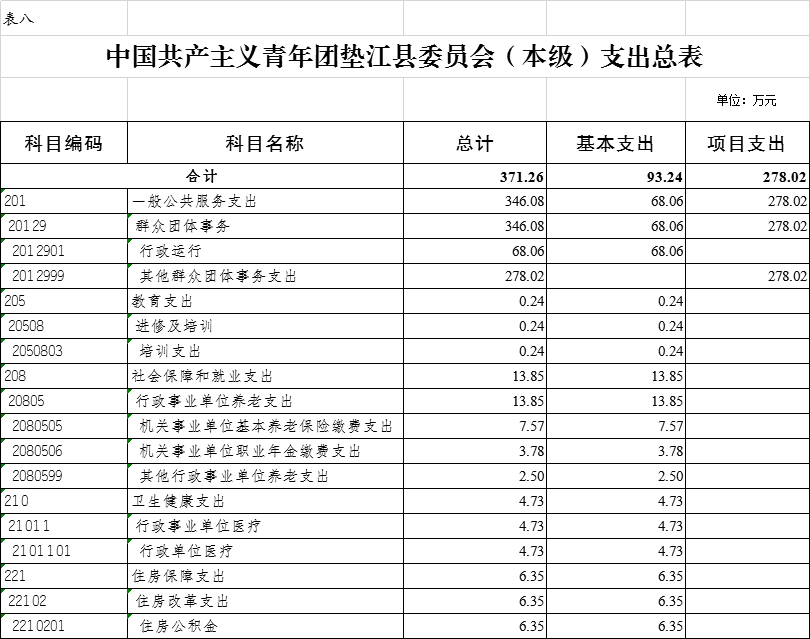 表八
中国共产主义青年团垫江县委员会（本级）支出总表
单位：万元
科目编码 科目名称 总计 基本支出 项目支出
合计 371.26 93.24 278.02
201 一般公共服务支出 346.08 68.06 278.02
20129 群众团体事务 346.08 68.06 278.02
2012901 行政运行 68.06 68.06
2012999 其他群众团体事务支出 278.02 278.02
205 教育支出 0.24 0.24
20508 进修及培训 0.24 0.24
2050803 培训支出 0.24 0.24
208 社会保障和就业支出 13.85 13.85
20805 行政事业单位养老支出 13.85 13.85
2080505 机关事业单位基本养老保险缴费支出 7.57 7.57
2080506 机关事业单位职业年金缴费支出 3.78 3.78
2080599 其他行政事业单位养老支出 2.50 2.50
210 卫生健康支出 4.73 4.73
21011 行政事业单位医疗 4.73 4.73
2101101 行政单位医疗 4.73 4.73
221 住房保障支出 6.35 6.35
22102 住房改革支出 6.35 6.35
2210201 住房公积金 6.35 6.35